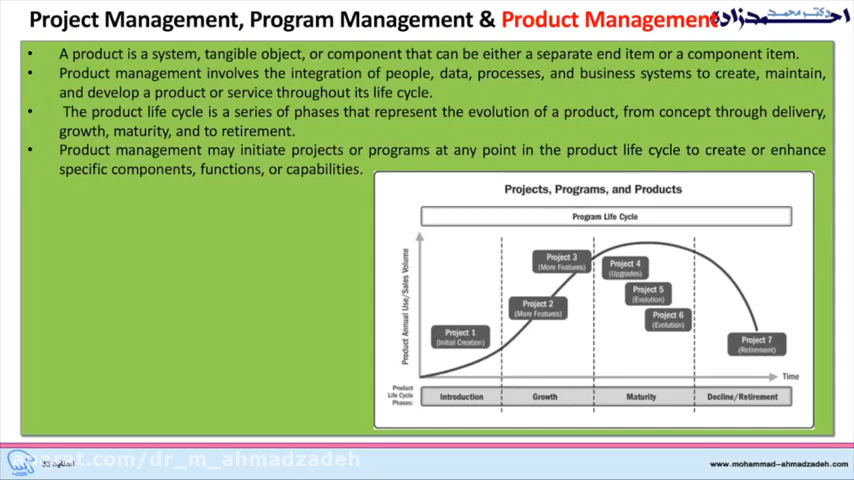 Project Management, Program Management & Product Management
دکتر محمد
احمدزاده
• A product is a system, tangible object, or component that can be either a separate end item or a component item.
• Product management involves the integration of people, data, processes, and business systems to create, maintain,
and develop a product or service throughout its life cycle.
• The product life cycle is a series of phases that represent the evolution of a product, from concept through delivery,
growth, maturity, and to retirement.
• Product management may initiate projects or programs at any point in the product life cycle to create or enhance
specific components, functions, or capabilities.
Projects, Programs, and Products
Program Life Cycle
Product Annual Use/Sales Volume
Project 3
(More Features)
Project 4
(Upgrades)
Project 5
(Evolution)
Project 2
(More Features)
Project 6
(Evolution)
Project 1
(Initial Creation)
Project 7
(Retirement)
Time
Product
Life Cycle
Phases:
Introduction
Growth
Maturity
Decline/Retirement
aparat.com/dr_m_ahmadzadeh
اسلاید 33
www.mohammad-ahmadzadeh.com